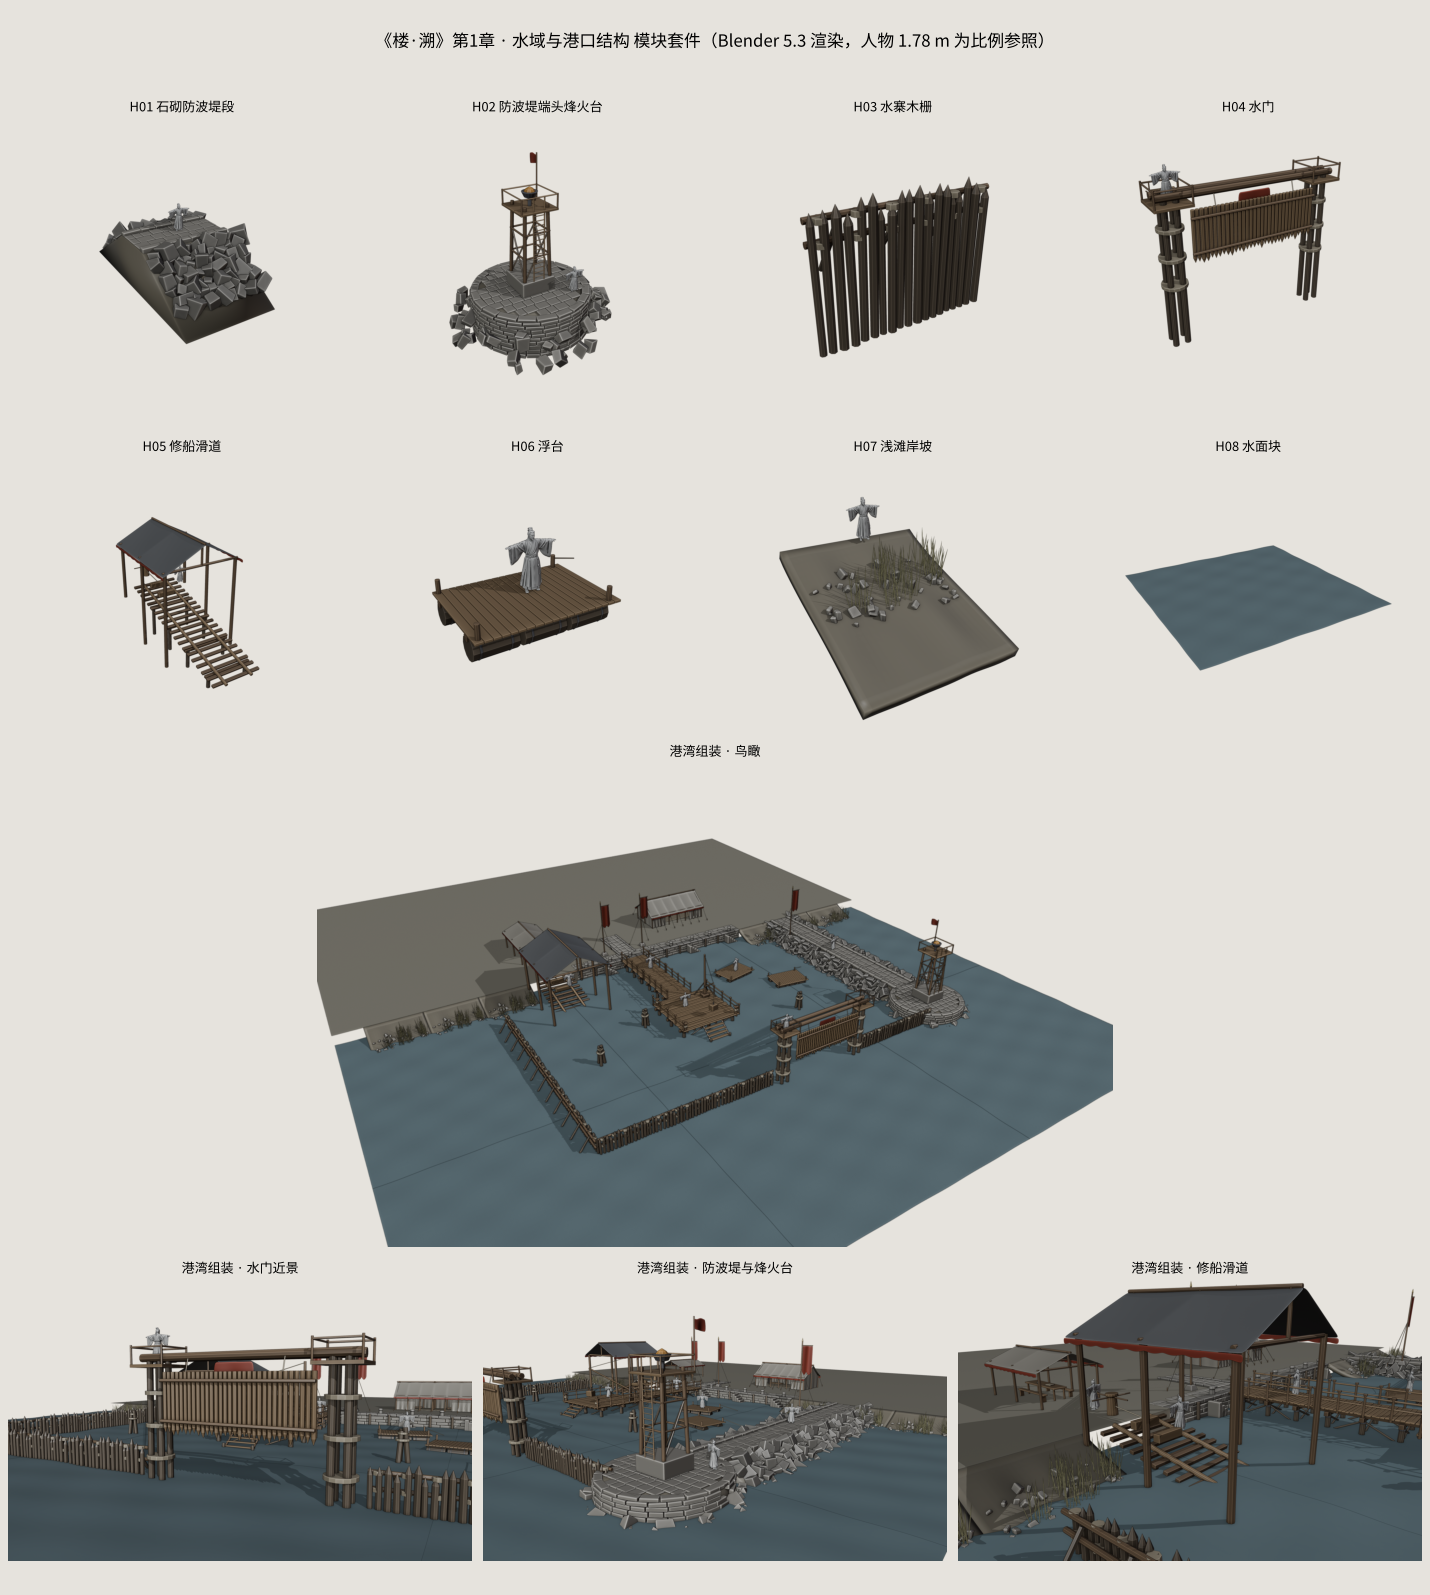 《楼·溯》第1章 · 水域与港口结构 模块套件（Blender 5.3 渲染，人物 1.78 m 为比例参照）
H01 石砌防波堤段
H02 防波堤端头烽火台
H03 水寨木栅
H04 水门
H05 修船滑道
H06 浮台
H07 浅滩岸坡
H08 水面块
港湾组装 · 鸟瞰
港湾组装 · 水门近景
港湾组装 · 防波堤与烽火台
港湾组装 · 修船滑道